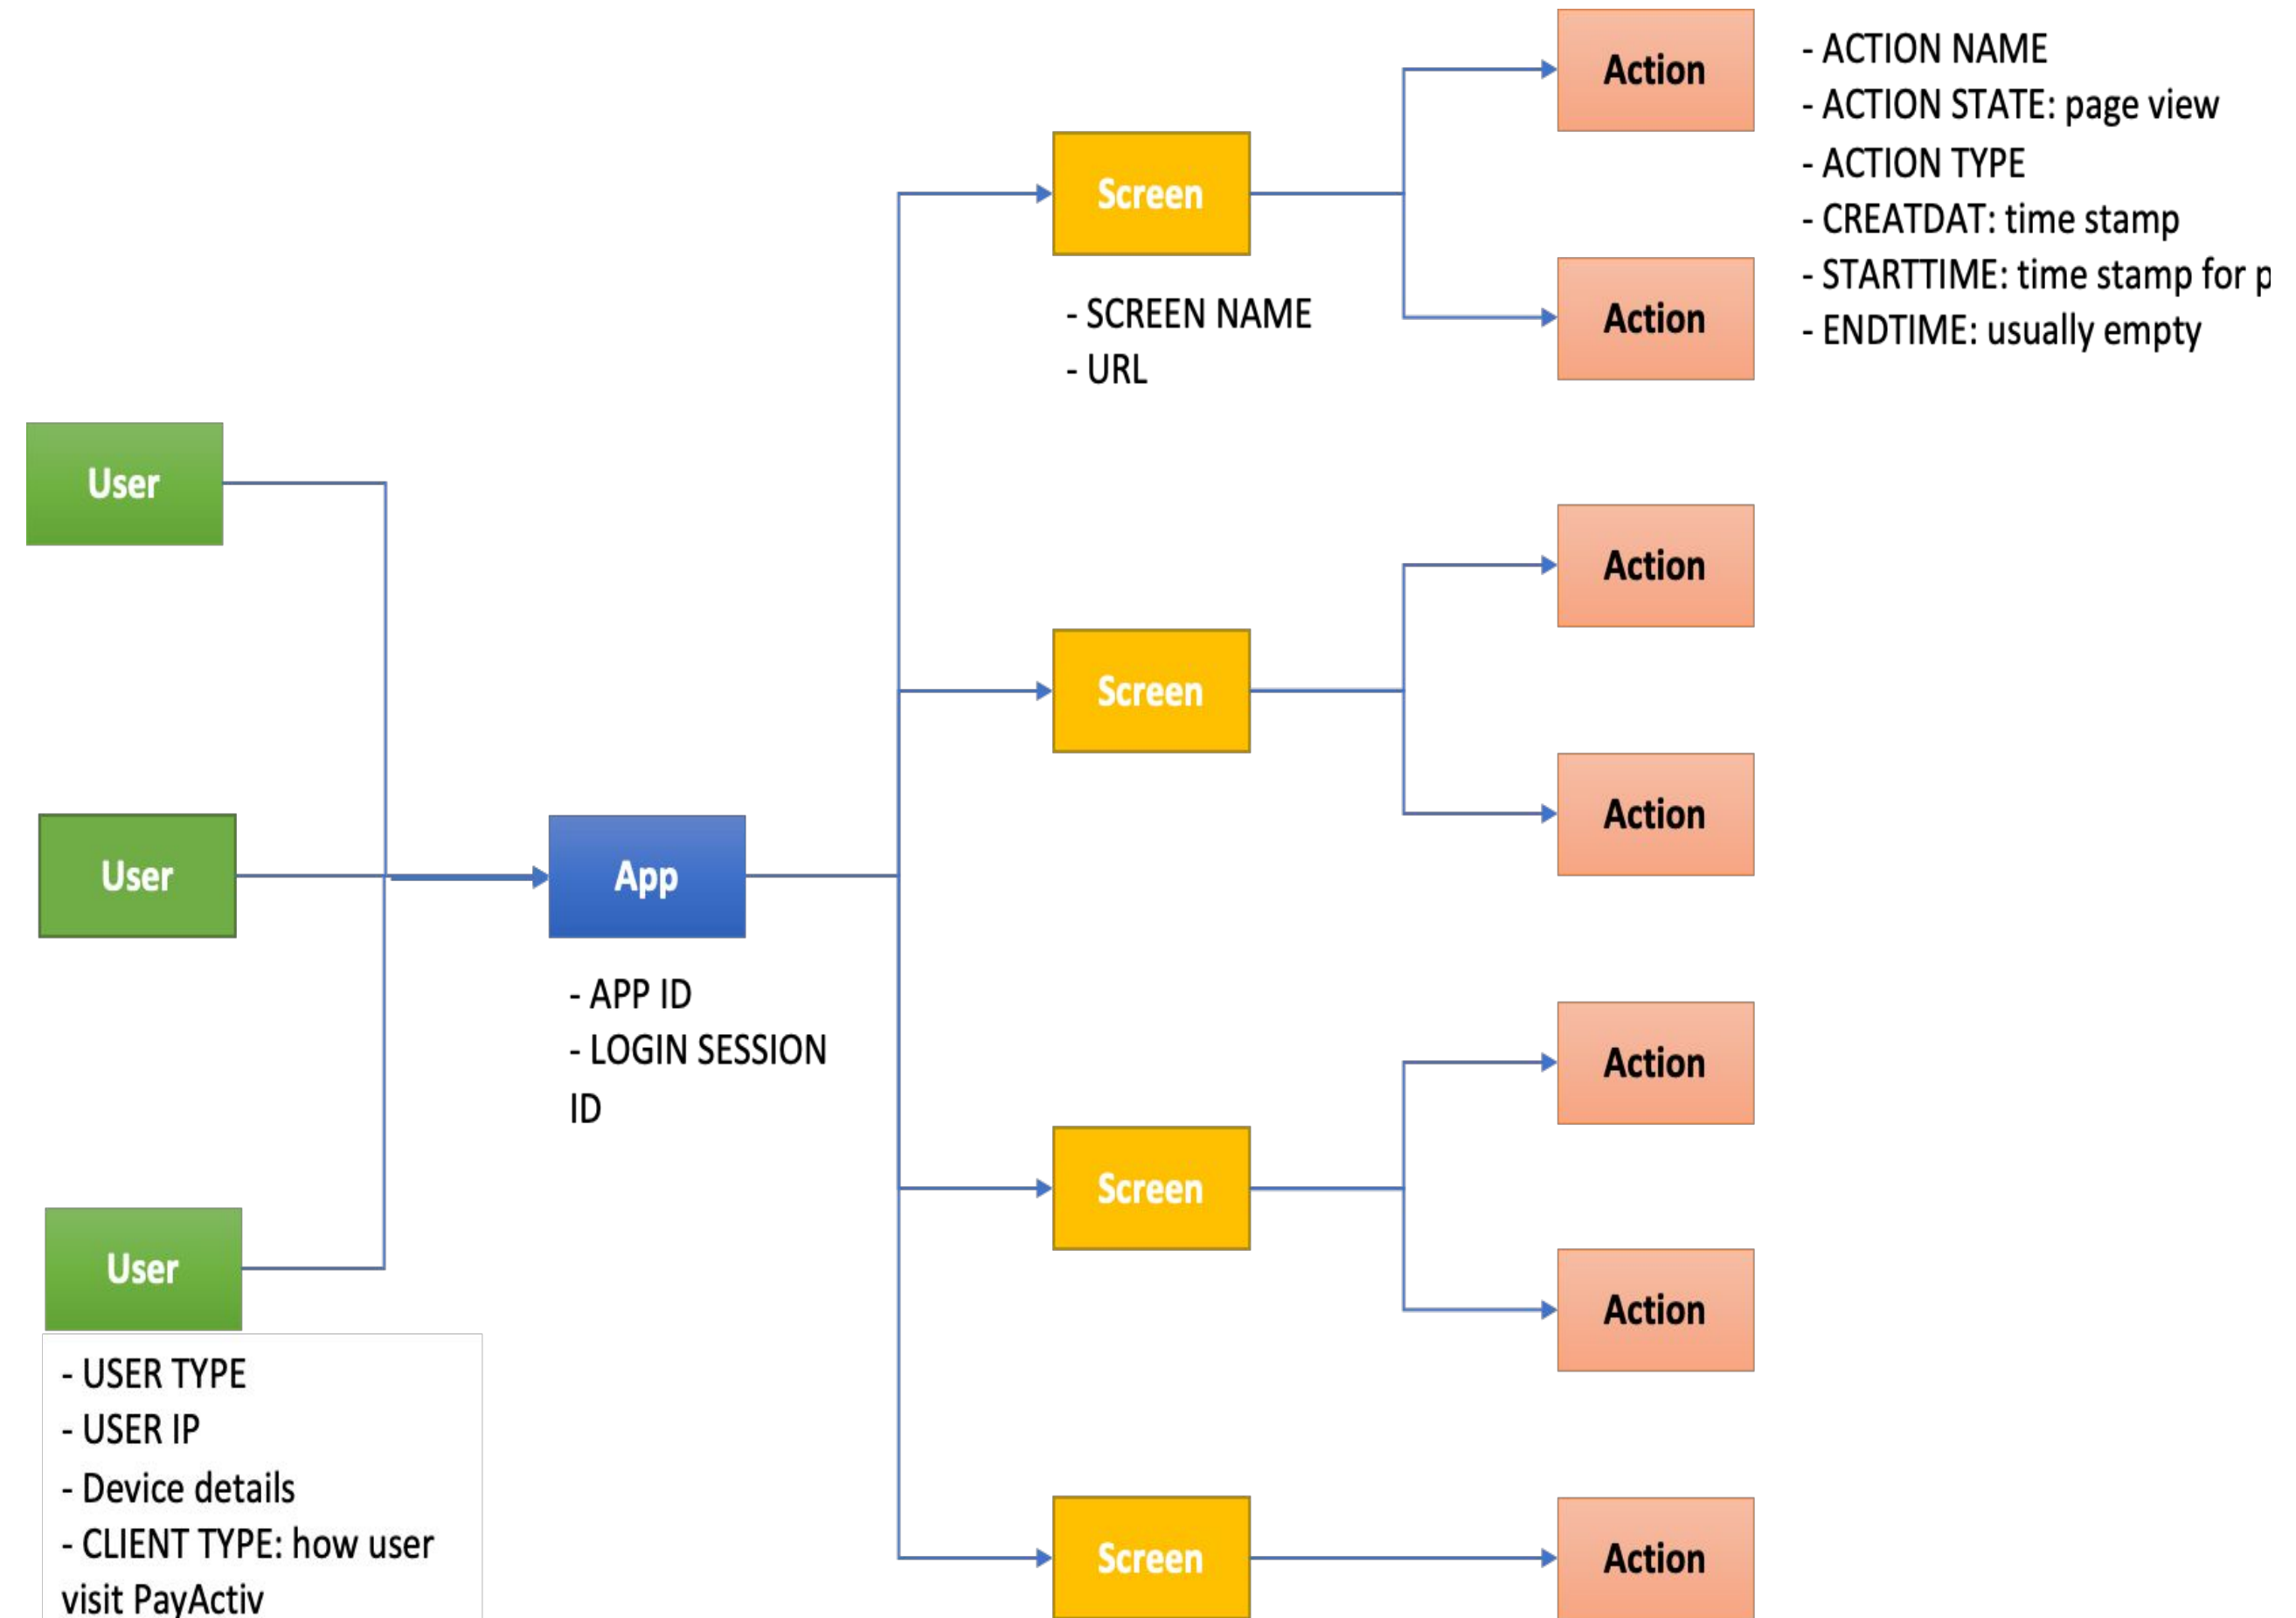 Action
- ACTION NAME
- ACTION STATE: page view
- ACTION TYPE
- CREATDAT: time stamp
- STARTTIME: time stamp for p
- ENDTIME: usually empty
Screen
- SCREEN NAME
- URL
Action
User
Action
Screen
Action
User
App
- APP ID
- LOGIN SESSION
ID
Action
Screen
Action
User
- USER TYPE
- USER IP
- Device details
- CLIENT TYPE: how user
visit PayActiv
Screen
Action